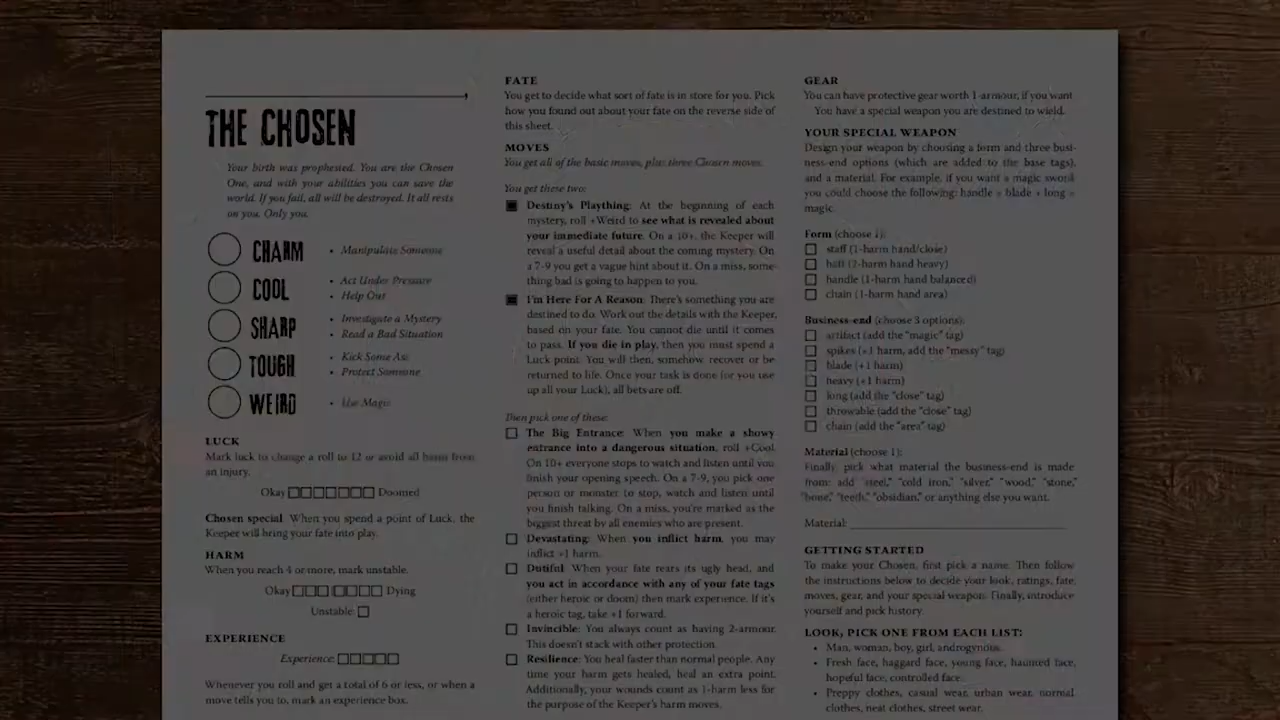 THE CHOSEN
Your birth was prophesied. You are the Chosen
One, and with your abilities you can save the
world. If you fail, all will be destroyed. It all rests
on you. Only you.
CHARM
• Manipulate Someone
COOL
• Act Under Pressure
• Help Out
SHARP
• Investigate a Mystery
• Read a Bad Situation
TOUGH
• Kick Some Ass
• Protect Someone
WEIRD
• Use Magic
LUCK
Mark luck to change a roll to 12 or avoid all harm from
an injury.
Okay Doomed
Chosen special: When you spend a point of Luck, the
Keeper will bring your fate into play.
HARM
When you reach 4 or more, mark unstable.
Okay Dying
Unstable:
EXPERIENCE
Experience:
Whenever you roll and get a total of 6 or less, or when a
move tells you to, mark an experience box.
FATE
You get to decide what sort of fate is in store for you. Pick
how you found out about your fate on the reverse side of
this sheet.
MOVES
You get all of the basic moves, plus three Chosen moves.
You get these two:
Destiny's Plaything: At the beginning of each
mystery, roll +Weird to see what is revealed about
your immediate future. On a 10+, the Keeper will
reveal a useful detail about the coming mystery. On
a 7-9 you get a vague hint about it. On a miss, some-
thing bad is going to happen to you.
I'm Here For A Reason: There's something you are
destined to do. Work out the details with the Keeper,
based on your fate. You cannot die until it comes
to pass. If you die in play, then you must spend a
Luck point. You will then, somehow, recover or be
returned to life. Once your task is done (or you use
up all your Luck), all bets are off.
Then pick one of these:
The Big Entrance: When you make a showy
entrance into a dangerous situation, roll +Cool.
On 10+ everyone stops to watch and listen until you
finish your opening speech. On a 7-9, you pick one
person or monster to stop, watch and listen until
you finish talking. On a miss, you're marked as the
biggest threat by all enemies who are present.
Devastating: When you inflict harm, you may
inflict +1 harm.
Dutiful: When your fate rears its ugly head, and
you act in accordance with any of your fate tags
(either heroic or doom) then mark experience. If it's
a heroic tag, take +1 forward.
Invincible: You always count as having 2-armour.
This doesn't stack with other protection.
Resilience: You heal faster than normal people. Any
time your harm gets healed, heal an extra point.
Additionally, your wounds count as 1-harm less for
the purpose of the Keeper's harm moves.
GEAR
You can have protective gear worth 1-armour, if you want.
You have a special weapon you are destined to wield.
YOUR SPECIAL WEAPON
Design your weapon by choosing a form and three busi-
ness-end options (which are added to the base tags),
and a material. For example, if you want a magic sword
you could choose the following: handle + blade + long +
magic.
Form (choose 1):
staff (1-harm hand/close)
haft (2-harm hand heavy)
handle (1-harm hand balanced)
chain (1-harm hand area)
Business-end (choose 3 options):
artifact (add the "magic" tag)
spikes (+1 harm, add the "messy" tag)
blade (+1 harm)
heavy (+1 harm)
long (add the "close" tag)
throwable (add the "close" tag)
chain (add the "area" tag)
Material (choose 1):
Finally, pick what material the business-end is made
from: add "steel," "cold iron," "silver," "wood," "stone,"
"bone," "teeth," "obsidian," or anything else you want.
Material:
GETTING STARTED
To make your Chosen, first pick a name. Then follow
the instructions below to decide your look, ratings, fate,
moves, gear, and your special weapon. Finally, introduce
yourself and pick history.
LOOK, PICK ONE FROM EACH LIST:
• Man, woman, boy, girl, androgynous.
• Fresh face, haggard face, young face, haunted face,
hopeful face, controlled face.
• Preppy clothes, casual wear, urban wear, normal
clothes, neat clothes, street wear.